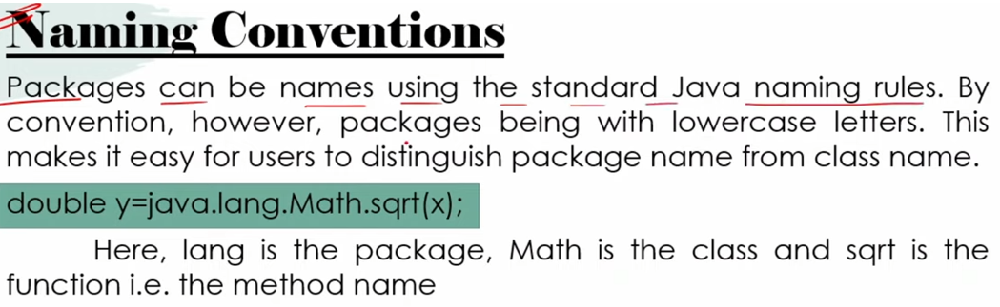 Naming Conventions
Packages can be names using the standard Java naming rules. By
convention, however, packages being with lowercase letters. This
makes it easy for users to distinguish package name from class name.
double y=java.lang.Math.sqrt(x);
Here, lang is the package, Math is the class and sqrt is the
function i.e. the method name